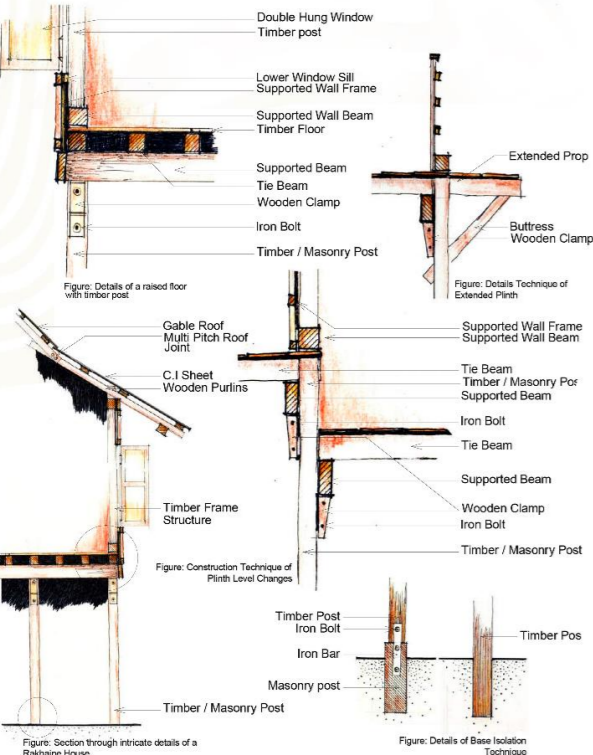 Double Hung Window
Timber post
Lower Window Sill
Supported Wall Frame
Supported Wall Beam
Timber Floor
Supported Beam
Tie Beam
Wooden Clamp
Iron Bolt
Timber / Masonry Post
Figure: Details of a raised floor
with timber post
Extended Prop
Buttress
Wooden Clamp
Figure: Details Technique of
Extended Plinth
Gable Roof
Multi Pitch Roof
Joint
C.I Sheet
Wooden Purlins
Timber Frame
Structure
Timber / Masonry Post
Figure: Section through intricate details of a
Rakhaine House
Supported Wall Frame
Supported Wall Beam
Tie Beam
Timber / Masonry Pos
Supported Beam
Iron Bolt
Tie Beam
Supported Beam
Wooden Clamp
Iron Bolt
Timber / Masonry Post
Figure: Construction Technique of
Plinth Level Changes
Timber Post
Iron Bolt
Iron Bar
Masonry post
Timber Pos
Figure: Details of Base Isolation
Technique